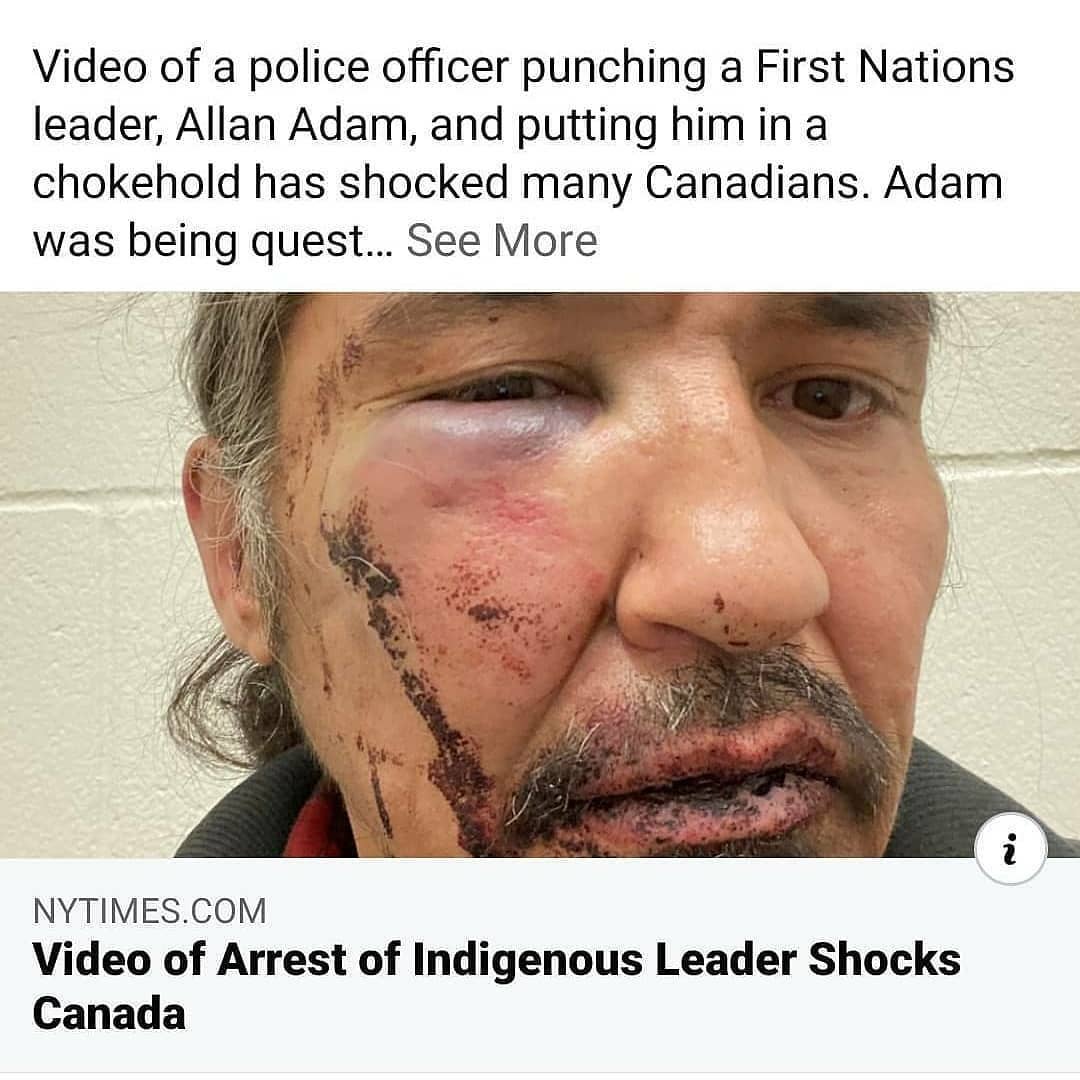 Video of a police officer punching a First Nations
leader, Allan Adam, and putting him in a
chokehold has shocked many Canadians. Adam
was being quest... See More
i
NYTIMES.COM
Video of Arrest of Indigenous Leader Shocks
Canada